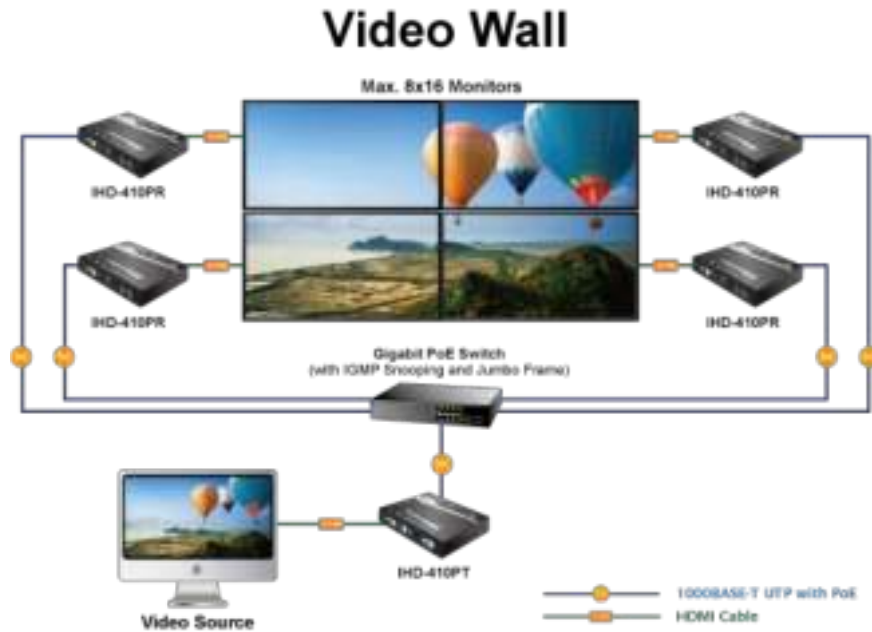 Video Wall
Max. 8x16 Monitors
IHD-410PR
IHD-410PR
IHD-410PR
IHD-410PR
Gigabit PoE Switch
(with IGMP Snooping and Jumbo Frame)
IHD-410PT
Video Source
1000BASE-T UTP with PoE
HDMI Cable